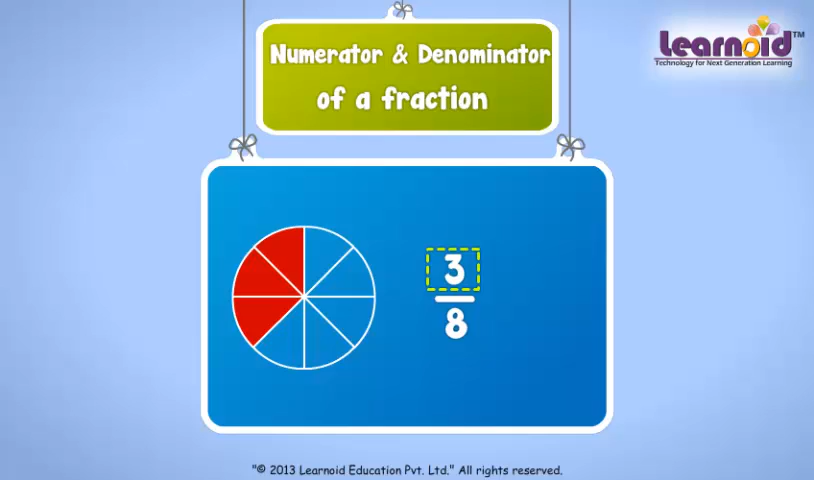 Numerator & Denominator
of a fraction
Learnoid™
Technology for Next Generation Learning
3
8
"© 2013 Learnoid Education Pvt. Ltd." All rights reserved.